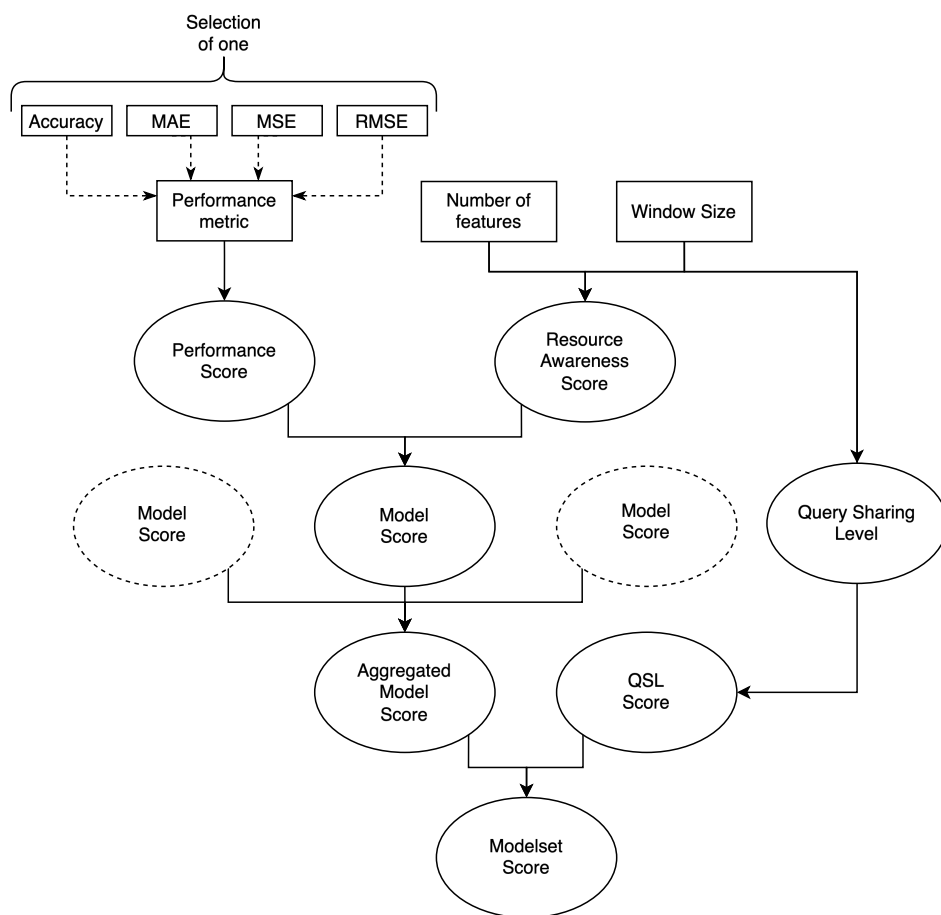 Selection
of one
Accuracy
MAE
MSE
RMSE
Performance
metric
Number of
features
Window Size
Performance
Score
Resource
Awareness
Score
Model
Score
Model
Score
Model
Score
Query Sharing
Level
Aggregated
Model
Score
QSL
Score
Modelset
Score